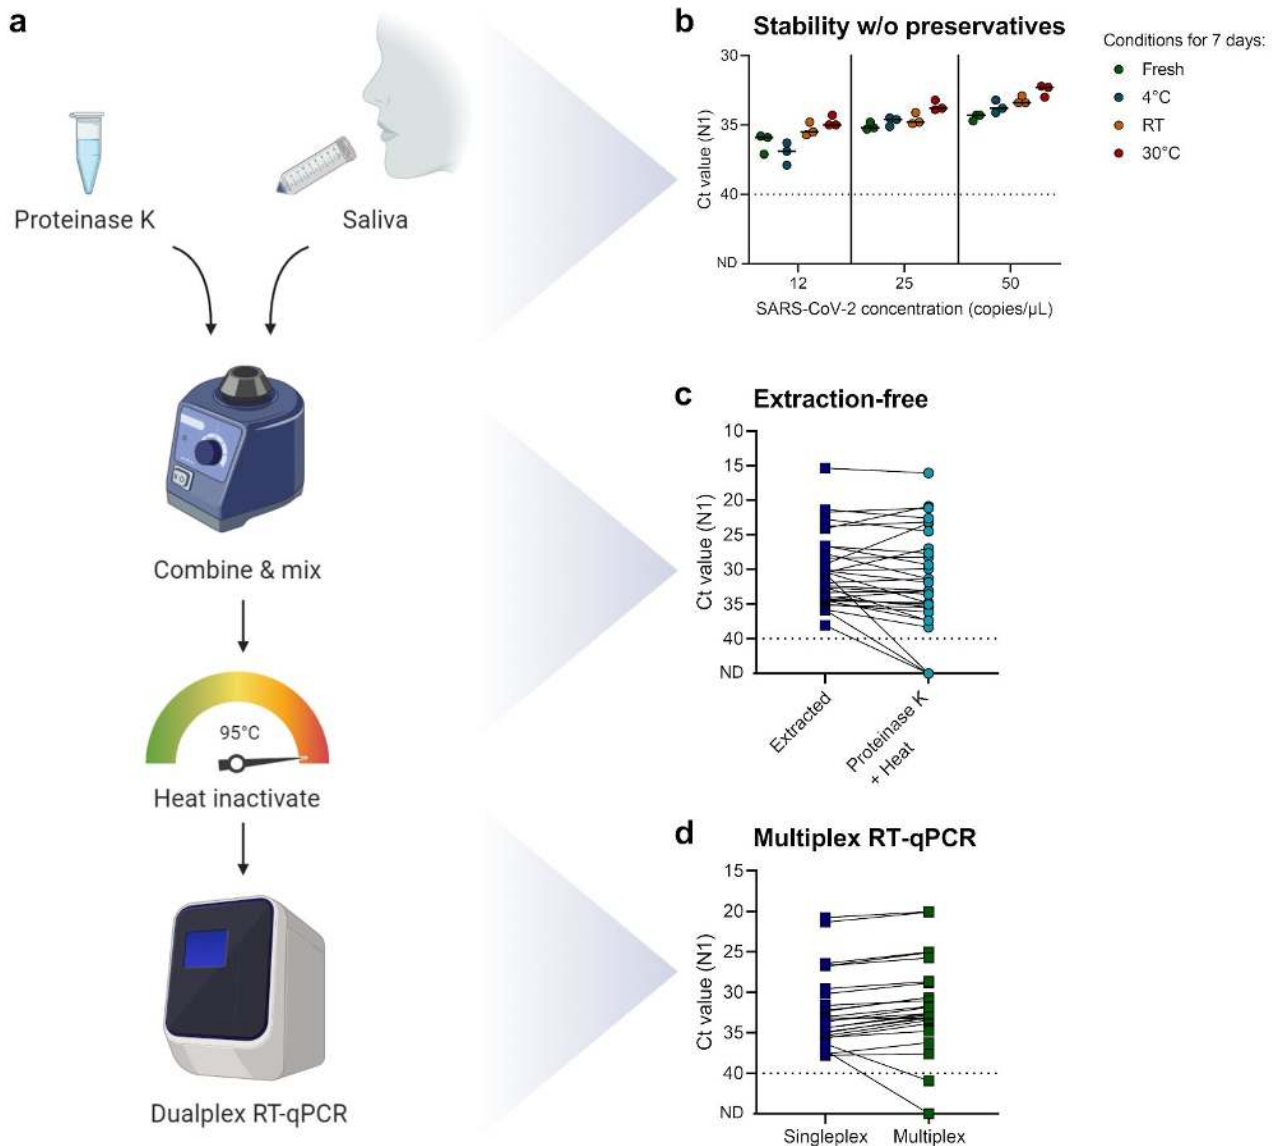 a
Proteinase K
Saliva
Combine & mix
95°C
Heat inactivate
Dualplex RT-qPCR
b
Stability w/o preservatives
Ct value (N1)
30
35
40
ND
12
25
50
SARS-CoV-2 concentration (copies/µL)
Conditions for 7 days:
Fresh
4°C
RT
30°C
c
Extraction-free
Ct value (N1)
10
15
20
25
30
35
40
ND
Extracted
Proteinase K
+ Heat
d
Multiplex RT-qPCR
Ct value (N1)
15
20
25
30
35
40
ND
Singleplex
Multiplex